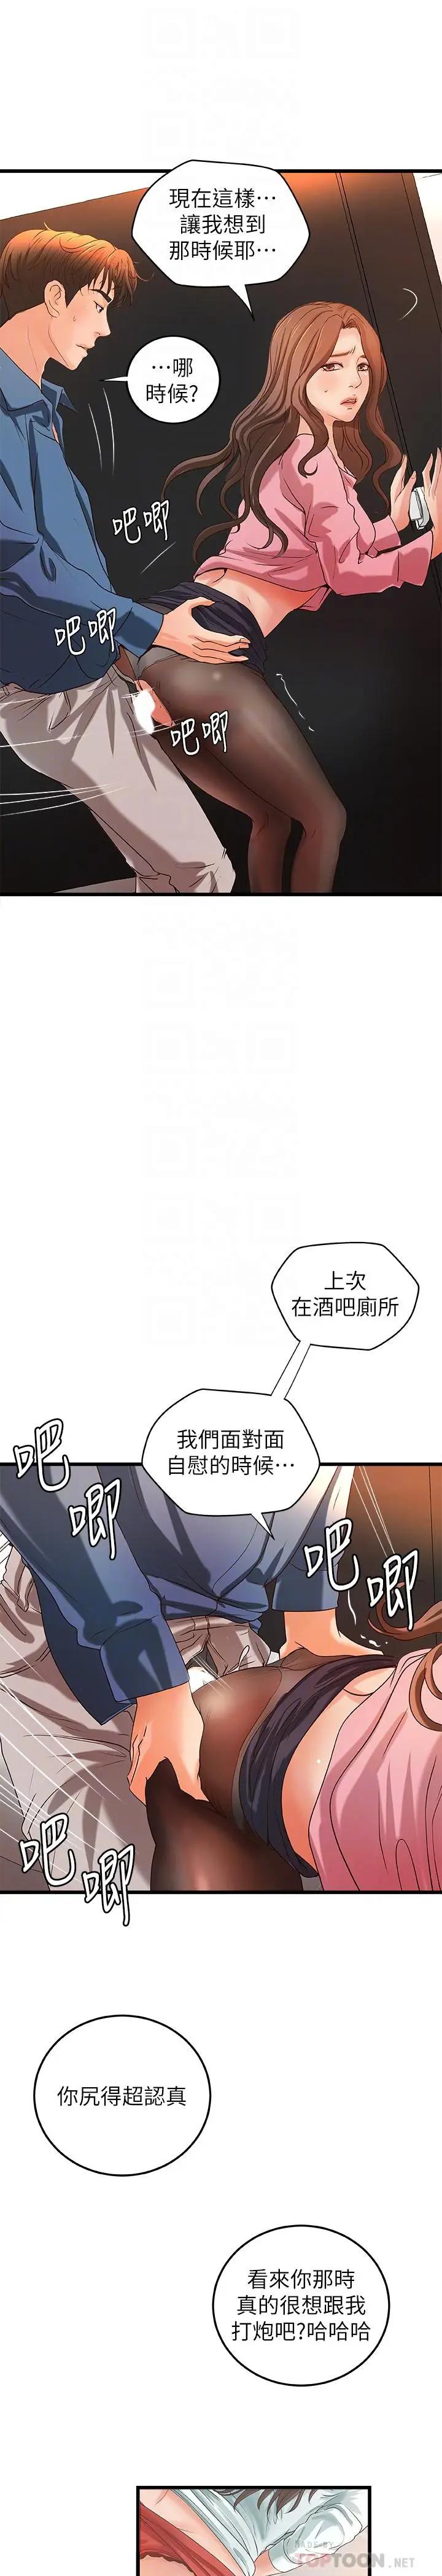 現在這樣…
讓我想到
那時候耶…
…哪
時候?
吧唧
吧唧
吧唧
上次
在酒吧廁所
我們面對面
自慰的時候…
吧唧
吧唧
吧唧
你尻得超認真
看來你那時
真的很想跟我
打炮吧?哈哈哈
MADE BY
TOPTOON.NET